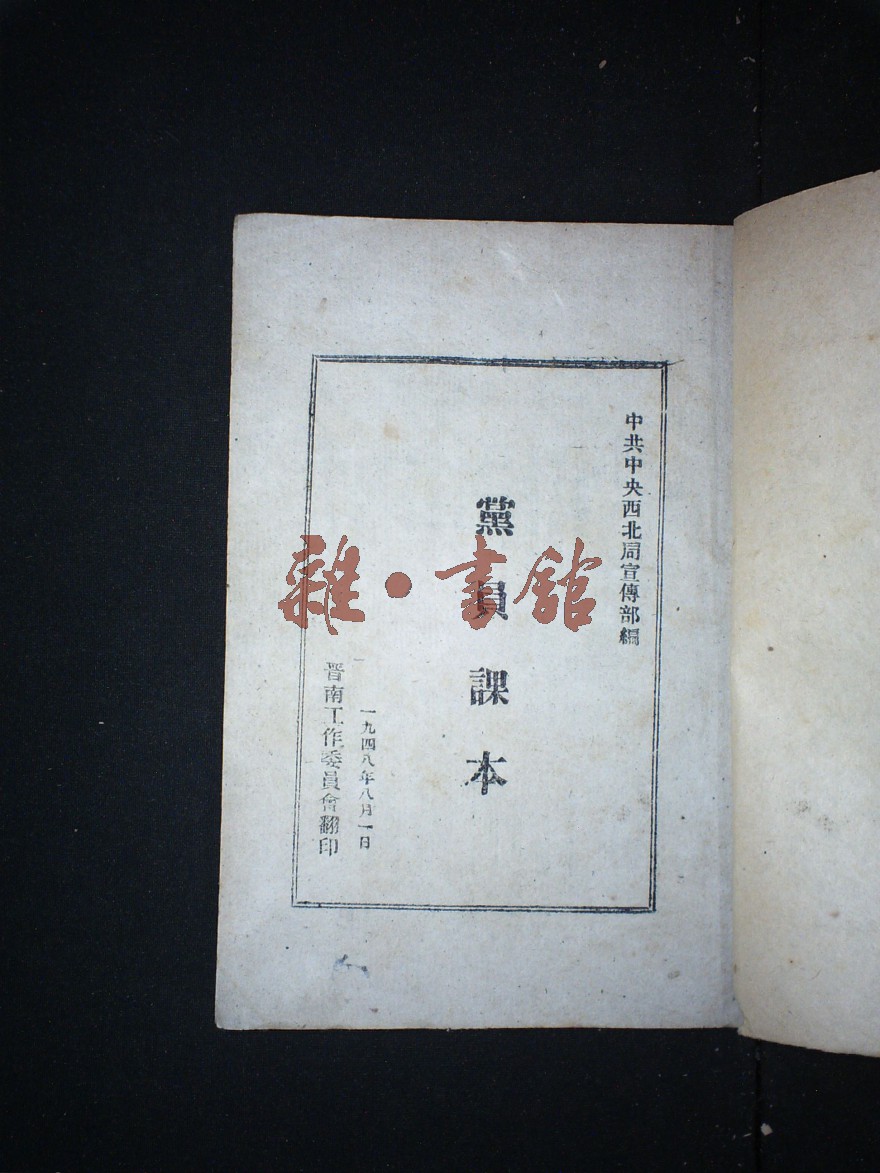 中共中央西北局宣傳部編
黨員課本
一九四八年八月一日
晋南工作委員會翻印
雜·書館